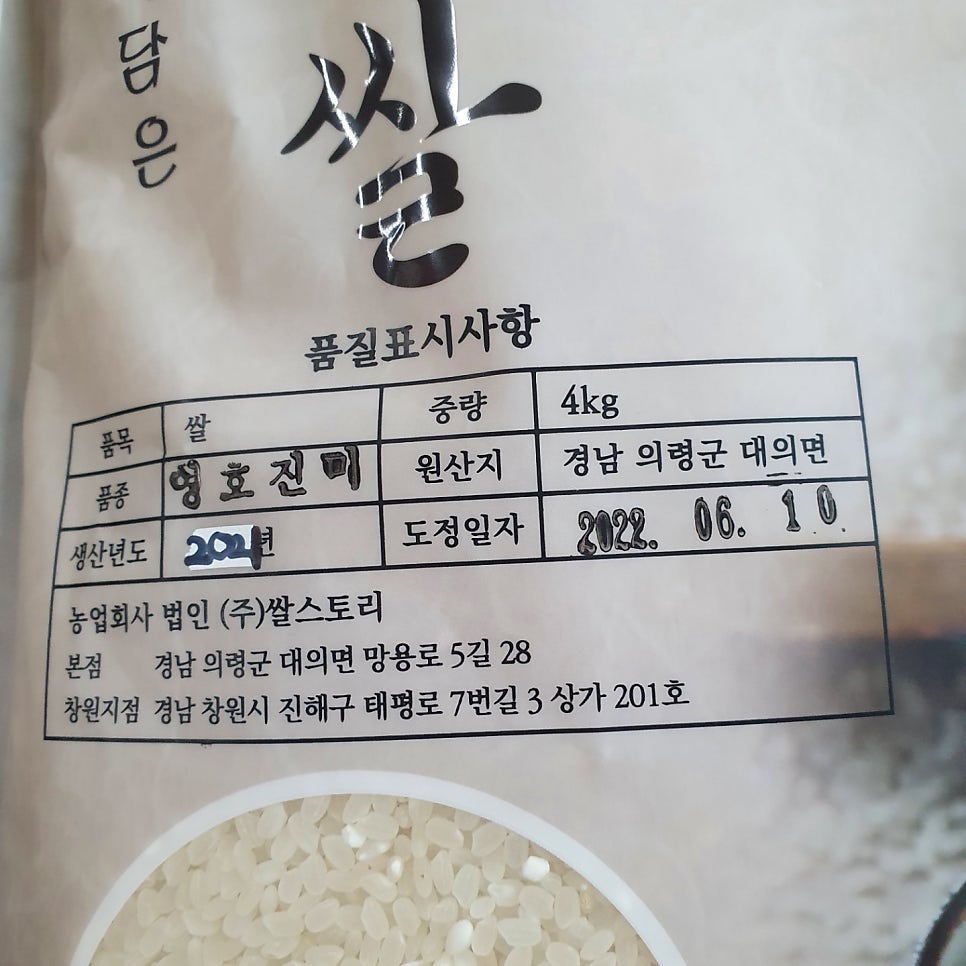 담은
쌀
품질표시사항
품목 쌀 중량 4kg
품종 영호진미 원산지 경남 의령군 대의면
생산년도 2021년 도정일자 2022. 06. 10.
농업회사 법인 (주)쌀스토리
본점 경남 의령군 대의면 망용로 5길 28
창원지점 경남 창원시 진해구 태평로 7번길 3 상가 201호